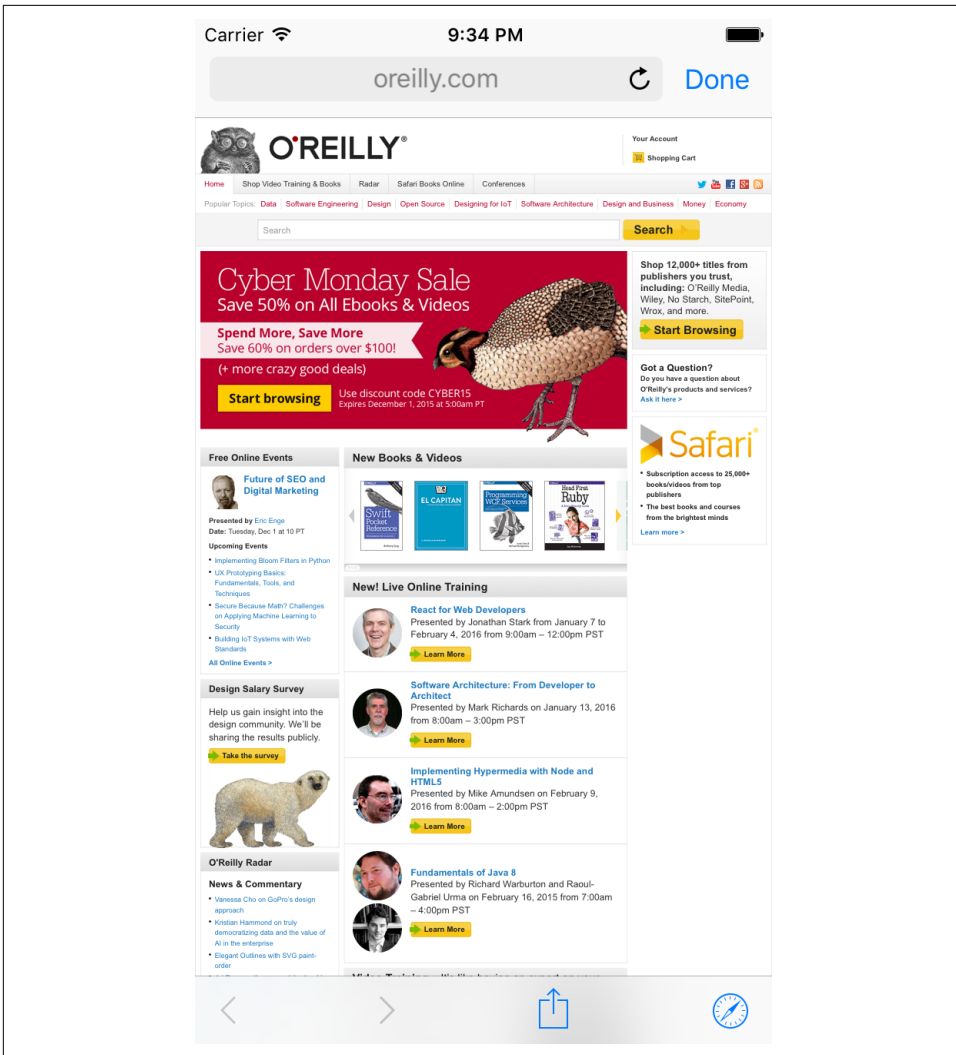 Carrier 9:34 PM
oreilly.com Done
O'REILLY®
Your Account
Shopping Cart
Home Shop Video Training & Books Radar Safari Books Online Conferences
Popular Topics: Data Software Engineering Design Open Source Designing for IoT Software Architecture Design and Business Money Economy
Search Search
Cyber Monday Sale
Save 50% on All Ebooks & Videos
Spend More, Save More
Save 60% on orders over $100!
(+ more crazy good deals)
Start browsing
Use discount code CYBER15
Expires December 1, 2015 at 5:00am PT
Shop 12,000+ titles from
publishers you trust,
including: O'Reilly Media,
Wiley, No Starch, SitePoint,
Wrox, and more.
Start Browsing
Got a Question?
Do you have a question about
O'Reilly's products and services?
Ask it here >
Safari
• Subscription access to 25,000+
books/videos from top
publishers
• The best books and courses
from the brightest minds
Learn more >
Free Online Events
Future of SEO and
Digital Marketing
Presented by Eric Enge
Date: Tuesday, Dec 1 at 10 PT
Upcoming Events
• Implementing Bloom Filters in Python
• UX Prototyping Basics:
Fundamentals, Tools, and
Techniques
• Secure Because Math? Challenges
on Applying Machine Learning to
Security
• Building IoT Systems with Web
Standards
All Online Events >
Design Salary Survey
Help us gain insight into the
design community. We'll be
sharing the results publicly.
Take the survey
O'Reilly Radar
News & Commentary
• Vanessa Cho on GoPro's design
approach
• Kristian Hammond on truly
democratizing data and the value of
AI in the enterprise
• Elegant Outlines with SVG paint-
order
New Books & Videos
Swift
Pocket
Reference
EL CAPITAN
Programming
WCF Services
Head First
Ruby
New! Live Online Training
React for Web Developers
Presented by Jonathan Stark from January 7 to
February 4, 2016 from 9:00am – 12:00pm PST
Learn More
Software Architecture: From Developer to
Architect
Presented by Mark Richards on January 13, 2016
from 8:00am – 3:00pm PST
Learn More
Implementing Hypermedia with Node and
HTML5
Presented by Mike Amundsen on February 9,
2016 from 8:00am – 2:00pm PST
Learn More
Fundamentals of Java 8
Presented by Richard Warburton and Raoul-
Gabriel Urma on February 16, 2015 from 7:00am
– 4:00pm PST
Learn More